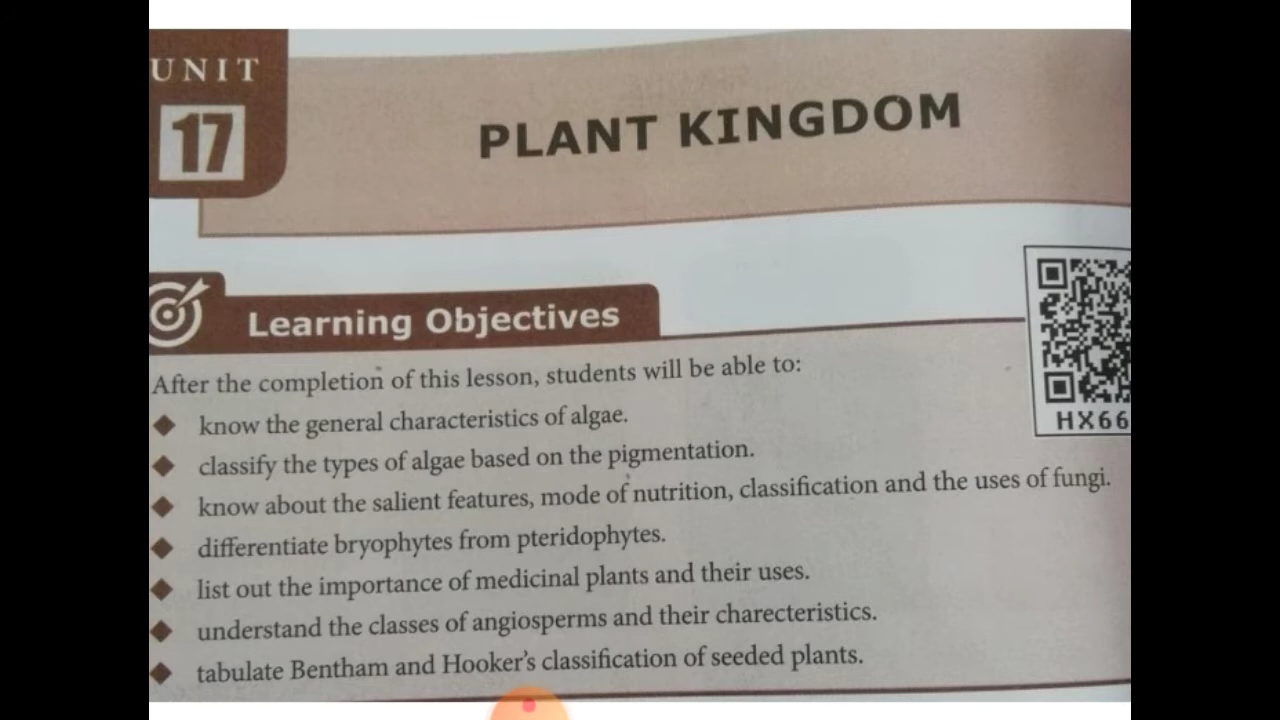 UNIT
17
PLANT KINGDOM
Learning Objectives
HX66
After the completion of this lesson, students will be able to:
◆ know the general characteristics of algae.
◆ classify the types of algae based on the pigmentation.
◆ know about the salient features, mode of nutrition, classification and the uses of fungi.
◆ differentiate bryophytes from pteridophytes.
◆ list out the importance of medicinal plants and their uses.
◆ understand the classes of angiosperms and their charecteristics.
◆ tabulate Bentham and Hooker's classification of seeded plants.